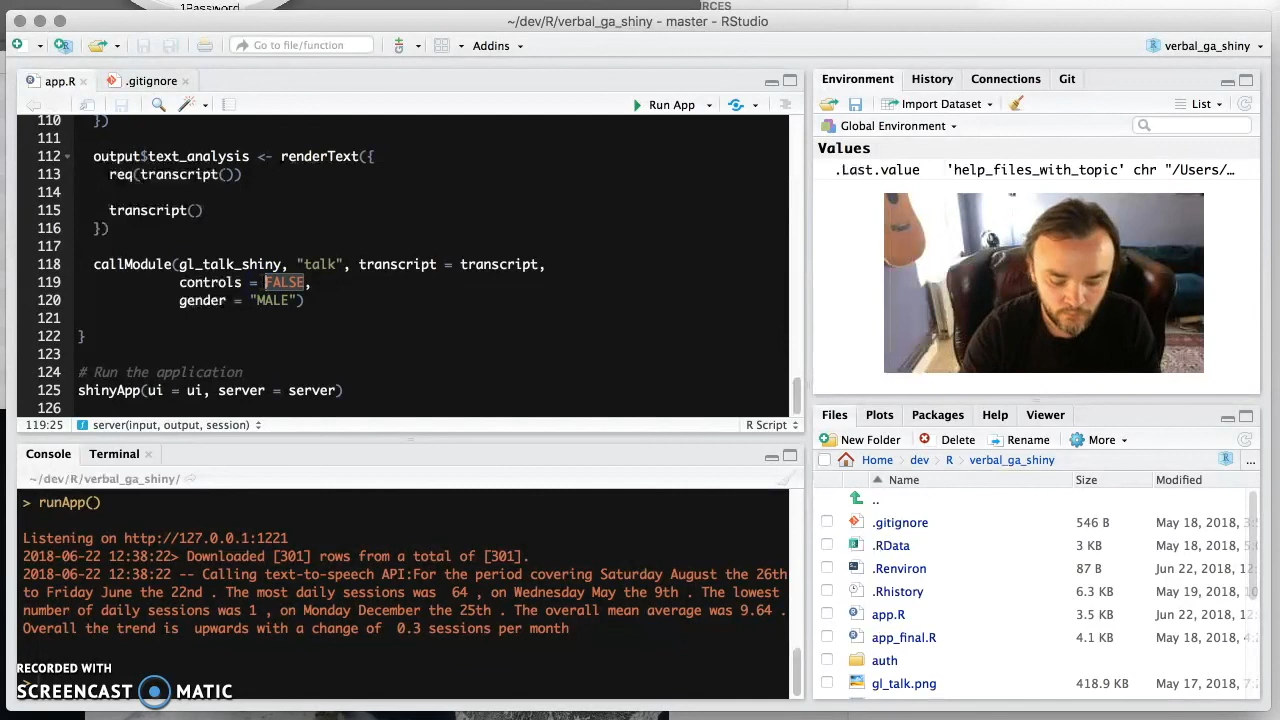 1Password
RCES
~/dev/R/verbal_ga_shiny - master - RStudio
Go to file/function
Addins
verbal_ga_shiny
app.R
.gitignore
Run App
110 })
111
112 output$text_analysis <- renderText({
113 req(transcript())
114
115 transcript()
116 })
117
118 callModule(gl_talk_shiny, "talk", transcript = transcript,
119 controls = FALSE,
120 gender = "MALE")
121
122 }
123
124 # Run the application
125 shinyApp(ui = ui, server = server)
126
119:25 server(input, output, session) R Script
Console Terminal
~/dev/R/verbal_ga_shiny/
> runApp()
Listening on http://127.0.0.1:1221
2018-06-22 12:38:22> Downloaded [301] rows from a total of [301].
2018-06-22 12:38:22 -- Calling text-to-speech API:For the period covering Saturday August the 26th
to Friday June the 22nd . The most daily sessions was 64 , on Wednesday May the 9th . The lowest
number of daily sessions was 1 , on Monday December the 25th . The overall mean average was 9.64 .
Overall the trend is upwards with a change of 0.3 sessions per month
RECORDED WITH
SCREENCAST MATIC
Environment History Connections Git
Import Dataset List
Global Environment
Values
.Last.value 'help_files_with_topic' chr "/Users/…
Files Plots Packages Help Viewer
New Folder Delete Rename More
Home dev R verbal_ga_shiny ...
Name Size Modified
..
.gitignore 546 B May 18, 2018, 3:
.RData 3 KB May 18, 2018,
.Renviron 87 B Jun 22, 2018, 12:
.Rhistory 6.3 KB May 19, 2018,
app.R 3.5 KB Jun 22, 2018, 12:
app_final.R 4.1 KB May 18, 2018, 4:
auth
gl_talk.png 418.9 KB May 17, 2018, 7: